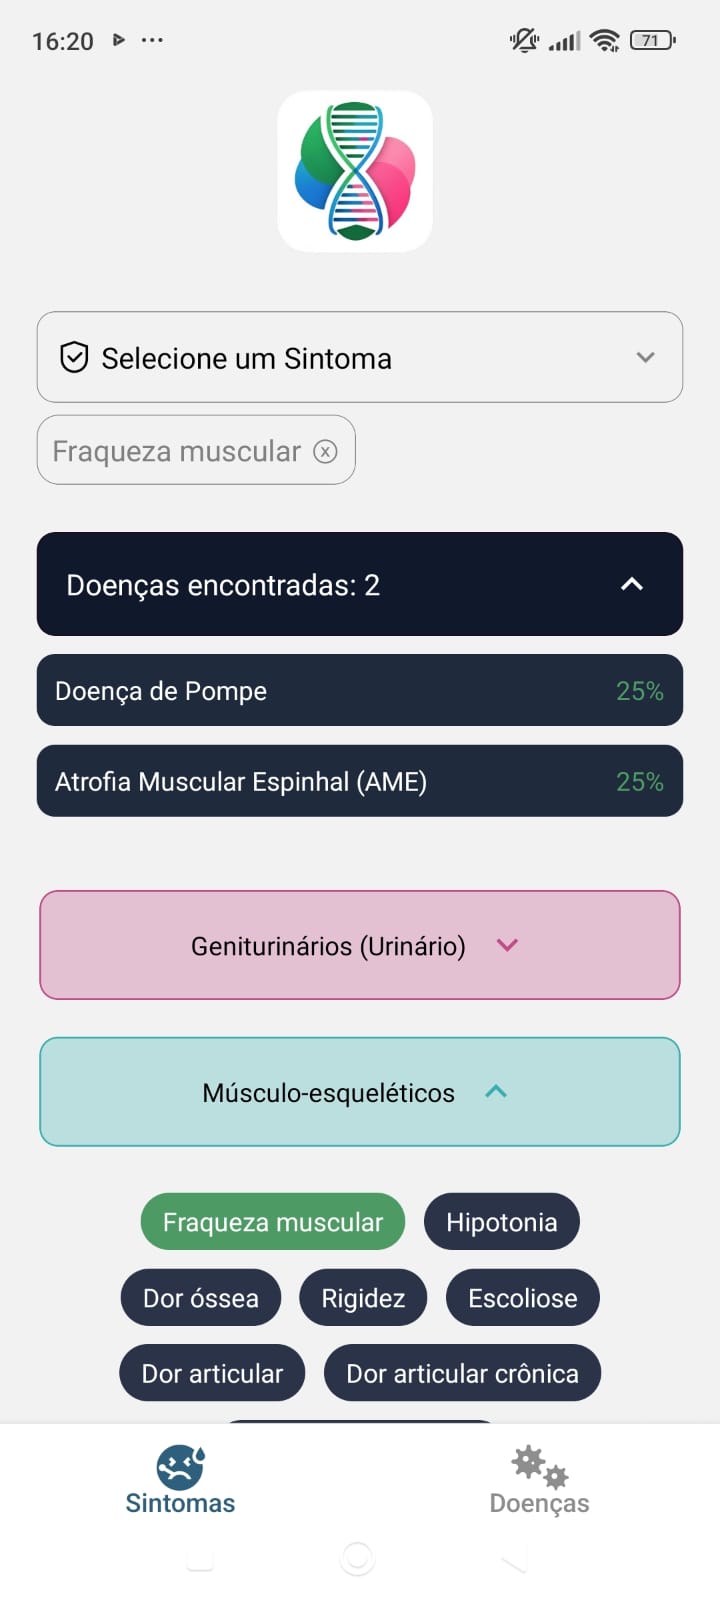 16:20
71
Selecione um Sintoma
Fraqueza muscular
Doenças encontradas: 2
Doença de Pompe 25%
Atrofia Muscular Espinhal (AME) 25%
Geniturinários (Urinário)
Músculo-esqueléticos
Fraqueza muscular Hipotonia
Dor óssea Rigidez Escoliose
Dor articular Dor articular crônica
Sintomas Doenças